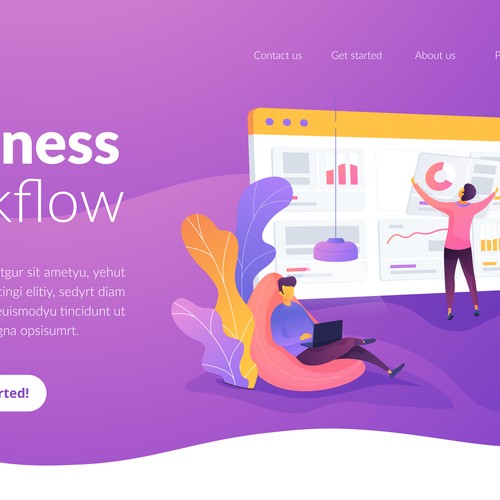 Contact us Get started About us P
ness
kflow
tgur sit ametyu, yehut
cingi elitiy, sedyrt diam
euismodyu tincidunt ut
gna opsisumrt.
rted!